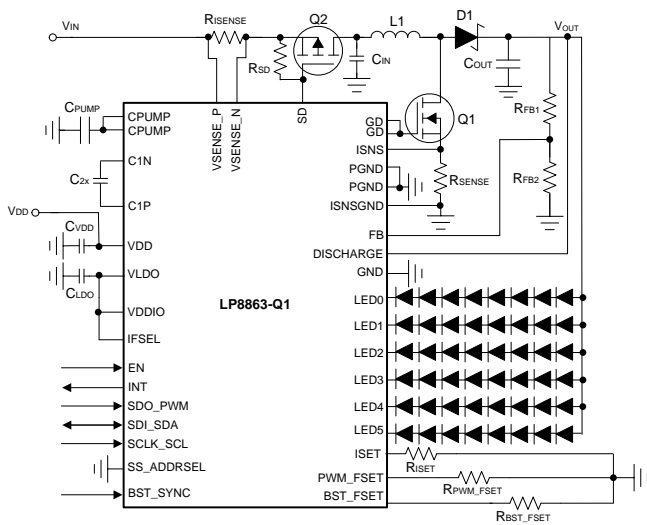 RISENSE
Q2
L1
D1
VIN
VOUT
RSD
CIN
COUT
CPUMP
CPUMP
CPUMP
VSENSE_P
VSENSE_N
SD
GD
GD
Q1
RFB1
C1N
ISNS
C2x
PGND
PGND
RSENSE
RFB2
C1P
ISNSGND
VDD
CVDD
FB
VDD
DISCHARGE
VLDO
GND
CLDO
LP8863-Q1
LED0
VDDIO
LED1
IFSEL
LED2
EN
INT
LED3
SDO_PWM
LED4
SDI_SDA
LED5
SCLK_SCL
ISET
RISET
SS_ADDRSEL
PWM_FSET
RPWM_FSET
BST_SYNC
BST_FSET
RBST_FSET